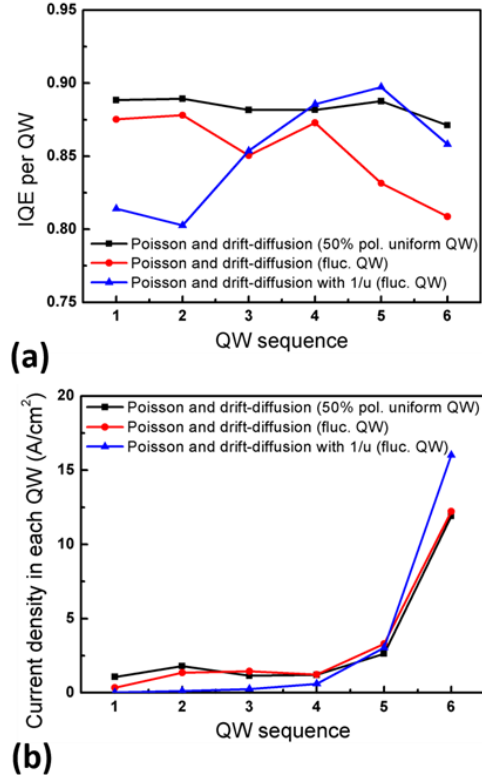 0.90
0.85
0.80
0.75
IQE per QW
Poisson and drift-diffusion (50% pol. uniform QW)
Poisson and drift-diffusion (fluc. QW)
Poisson and drift-diffusion with 1/u (fluc. QW)
1 2 3 4 5 6
QW sequence
(a)
20
15
10
5
0
Current density in each QW (A/cm²)
Poisson and drift-diffusion (50% pol. uniform QW)
Poisson and drift-diffusion (fluc. QW)
Poisson and drift-diffusion with 1/u (fluc. QW)
1 2 3 4 5 6
QW sequence
(b)